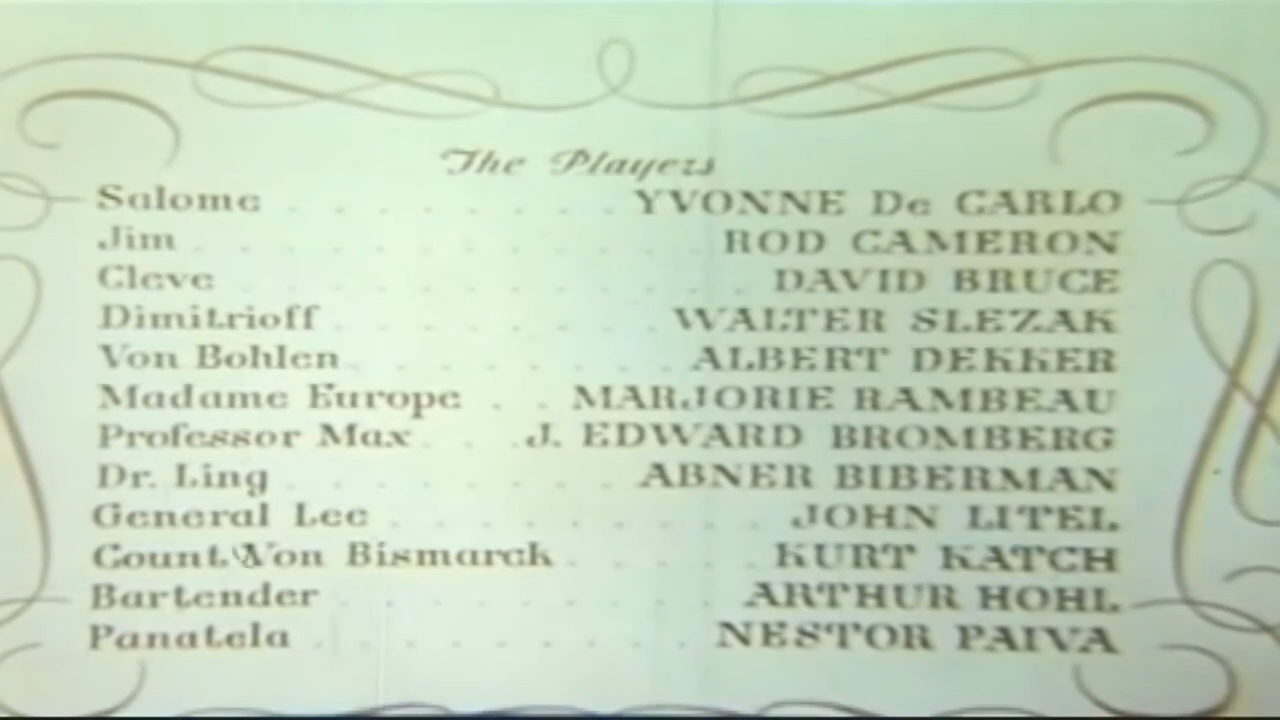 The Players
Salome . . . . . . . . YVONNE De CARLO
Jim . . . . . . . . . . ROD CAMERON
Cleve . . . . . . . . . . DAVID BRUCE
Dimitrioff . . . . . . . . WALTER SLEZAK
Von Bohlen . . . . . . . . ALBERT DEKKER
Madame Europe . . MARJORIE RAMBEAU
Professor Max . . . J. EDWARD BROMBERG
Dr. Ling . . . . . . . . ABNER BIBERMAN
General Lee . . . . . . . . . JOHN LITEL
Count Von Bismarck . . . . . KURT KATCH
Bartender . . . . . . . . . ARTHUR HOHL
Panatela . . . . . . . . . NESTOR PAIVA